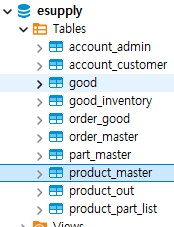 esupply
Tables
account_admin
account_customer
good
good_inventory
order_good
order_master
part_master
product_master
product_out
product_part_list
Views